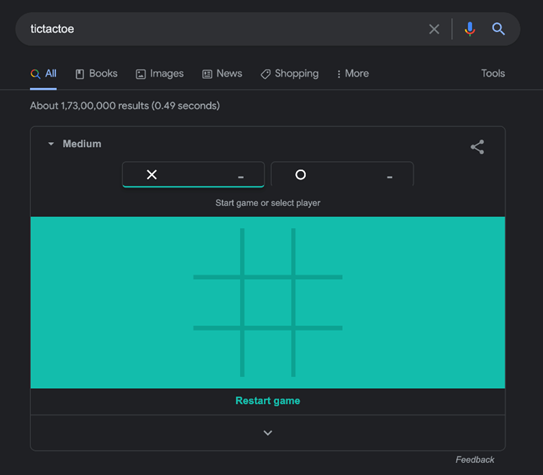 tictactoe
All Books Images News Shopping More Tools
About 1,73,00,000 results (0.49 seconds)
Medium
X - O -
Start game or select player
Restart game
Feedback